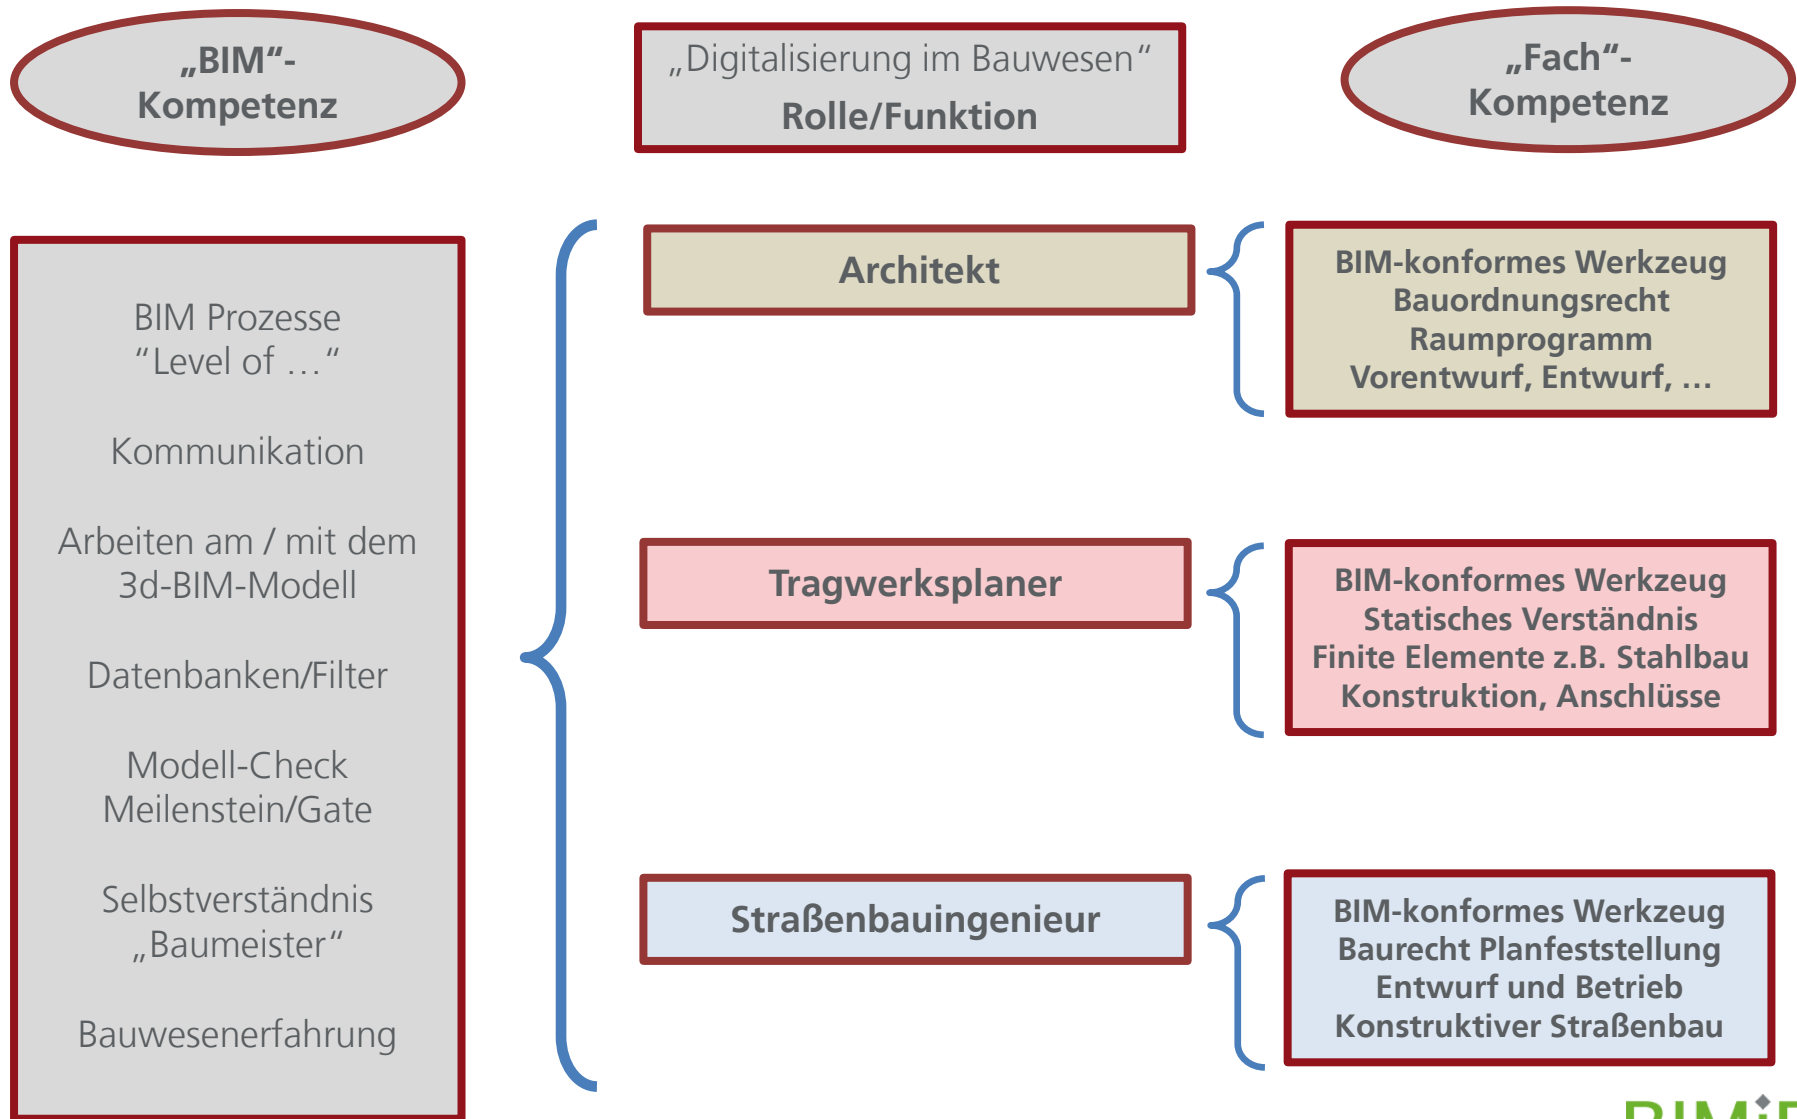 „BIM“-
Kompetenz
„Digitalisierung im Bauwesen“
Rolle/Funktion
„Fach“-
Kompetenz
BIM Prozesse
“Level of …“
Kommunikation
Arbeiten am / mit dem
3d-BIM-Modell
Datenbanken/Filter
Modell-Check
Meilenstein/Gate
Selbstverständnis
„Baumeister“
Bauwesenerfahrung
Architekt
BIM-konformes Werkzeug
Bauordnungsrecht
Raumprogramm
Vorentwurf, Entwurf, …
Tragwerksplaner
BIM-konformes Werkzeug
Statisches Verständnis
Finite Elemente z.B. Stahlbau
Konstruktion, Anschlüsse
Straßenbauingenieur
BIM-konformes Werkzeug
Baurecht Planfeststellung
Entwurf und Betrieb
Konstruktiver Straßenbau